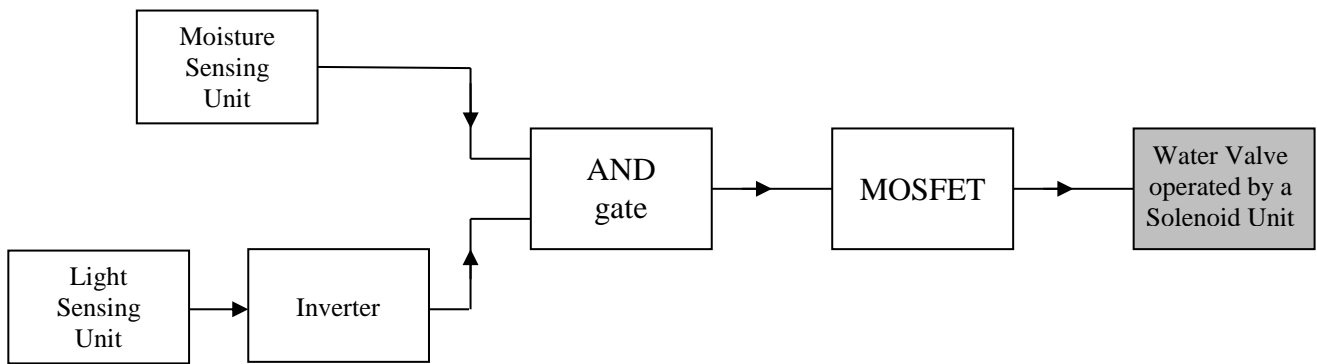 Moisture
Sensing
Unit
AND
gate
MOSFET
Water Valve
operated by a
Solenoid Unit
Light
Sensing
Unit
Inverter